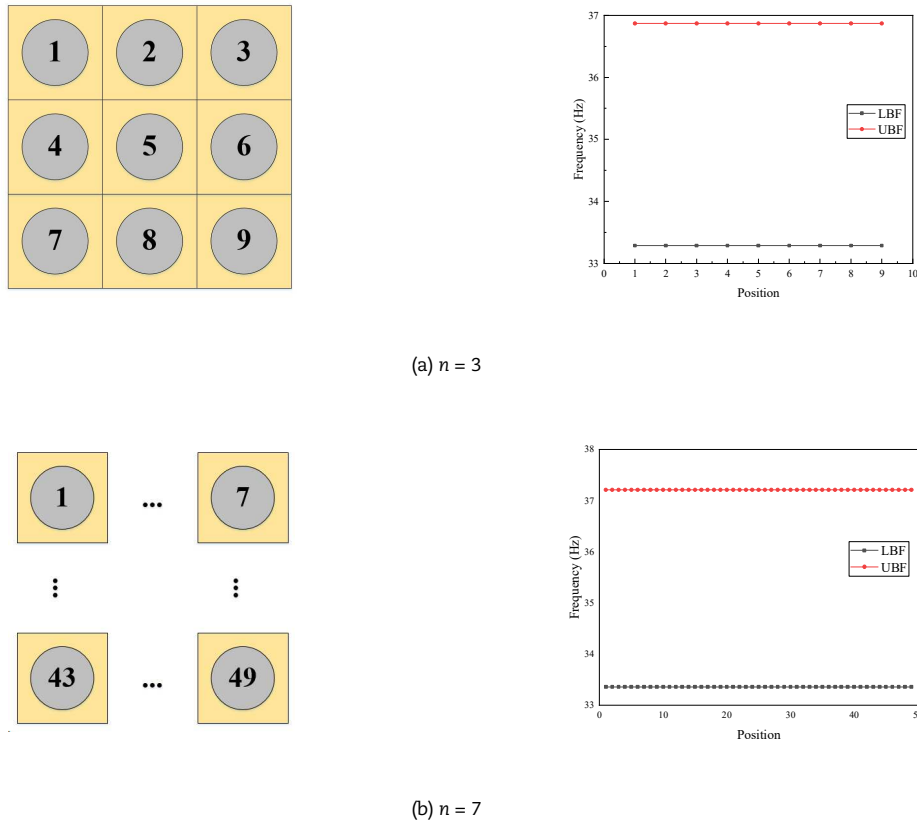 1 2 3
4 5 6
7 8 9
37
36
35
34
33
0 1 2 3 4 5 6 7 8 9 10
Frequency (Hz)
Position
LBF
UBF
(a) n = 3
1 ... 7
⋮ ⋮
43 ... 49
38
37
36
35
34
33
0 10 20 30 40 5
Frequency (Hz)
Position
LBF
UBF
(b) n = 7